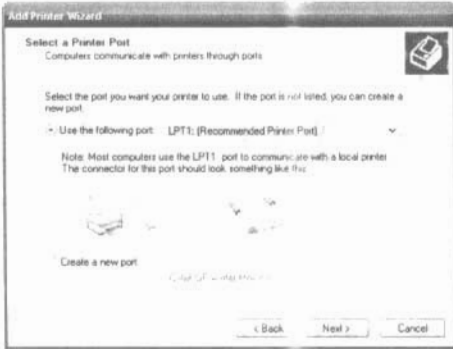 Add Printer Wizard
Select a Printer Port
Computers communicate with printers through ports
Select the port you want your printer to use. If the port is not listed, you can create a
new port.
Use the following port: LPT1: (Recommended Printer Port)
Note: Most computers use the LPT1: port to communicate with a local printer.
The connector for this port should look something like this:
Create a new port:
< Back
Next >
Cancel